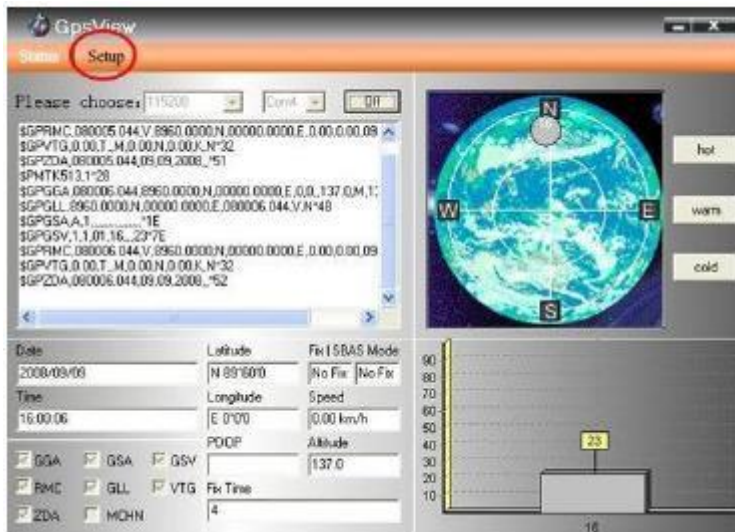 GpsView
Status Setup
Please choose: 115200 Com4 Off
$GPRMC,080005.044,V,8960.0000,N,00000.0000,E,0.00,0.00,09
$GPVTG,0.00,T,,M,0.00,N,0.00,K,N*32
$GPZDA,080005.044,09,09,2008,,*51
$PMTK513,1*28
$GPGGA,080006.044,8960.0000,N,00000.0000,E,0,0,,137.0,M,1
$GPGLL,8960.0000,N,00000.0000,E,080006.044,V,N*48
$GPGSA,A,1,,,,,,,,,,,,,,,*1E
$GPGSV,1,1,01,16,,,23*7E
$GPRMC,080006.044,V,8960.0000,N,00000.0000,E,0.00,0.00,09
$GPVTG,0.00,T,,M,0.00,N,0.00,K,N*32
$GPZDA,080006.044,09,09,2008,,*52
N
W
E
S
hot
warm
cold
Date Latitude Fix | SBAS Mode
2008/09/09 N 89°60'0 No Fix No Fix
Time Longitude Speed
16:00:06 E 0°0'0 0.00 km/h
PDOP Altitude
137.0
GGA GSA GSV
RMC GLL VTG Fix Time
ZDA MCHN 4
90
80
70
60
50
40
30
20
10
23
16